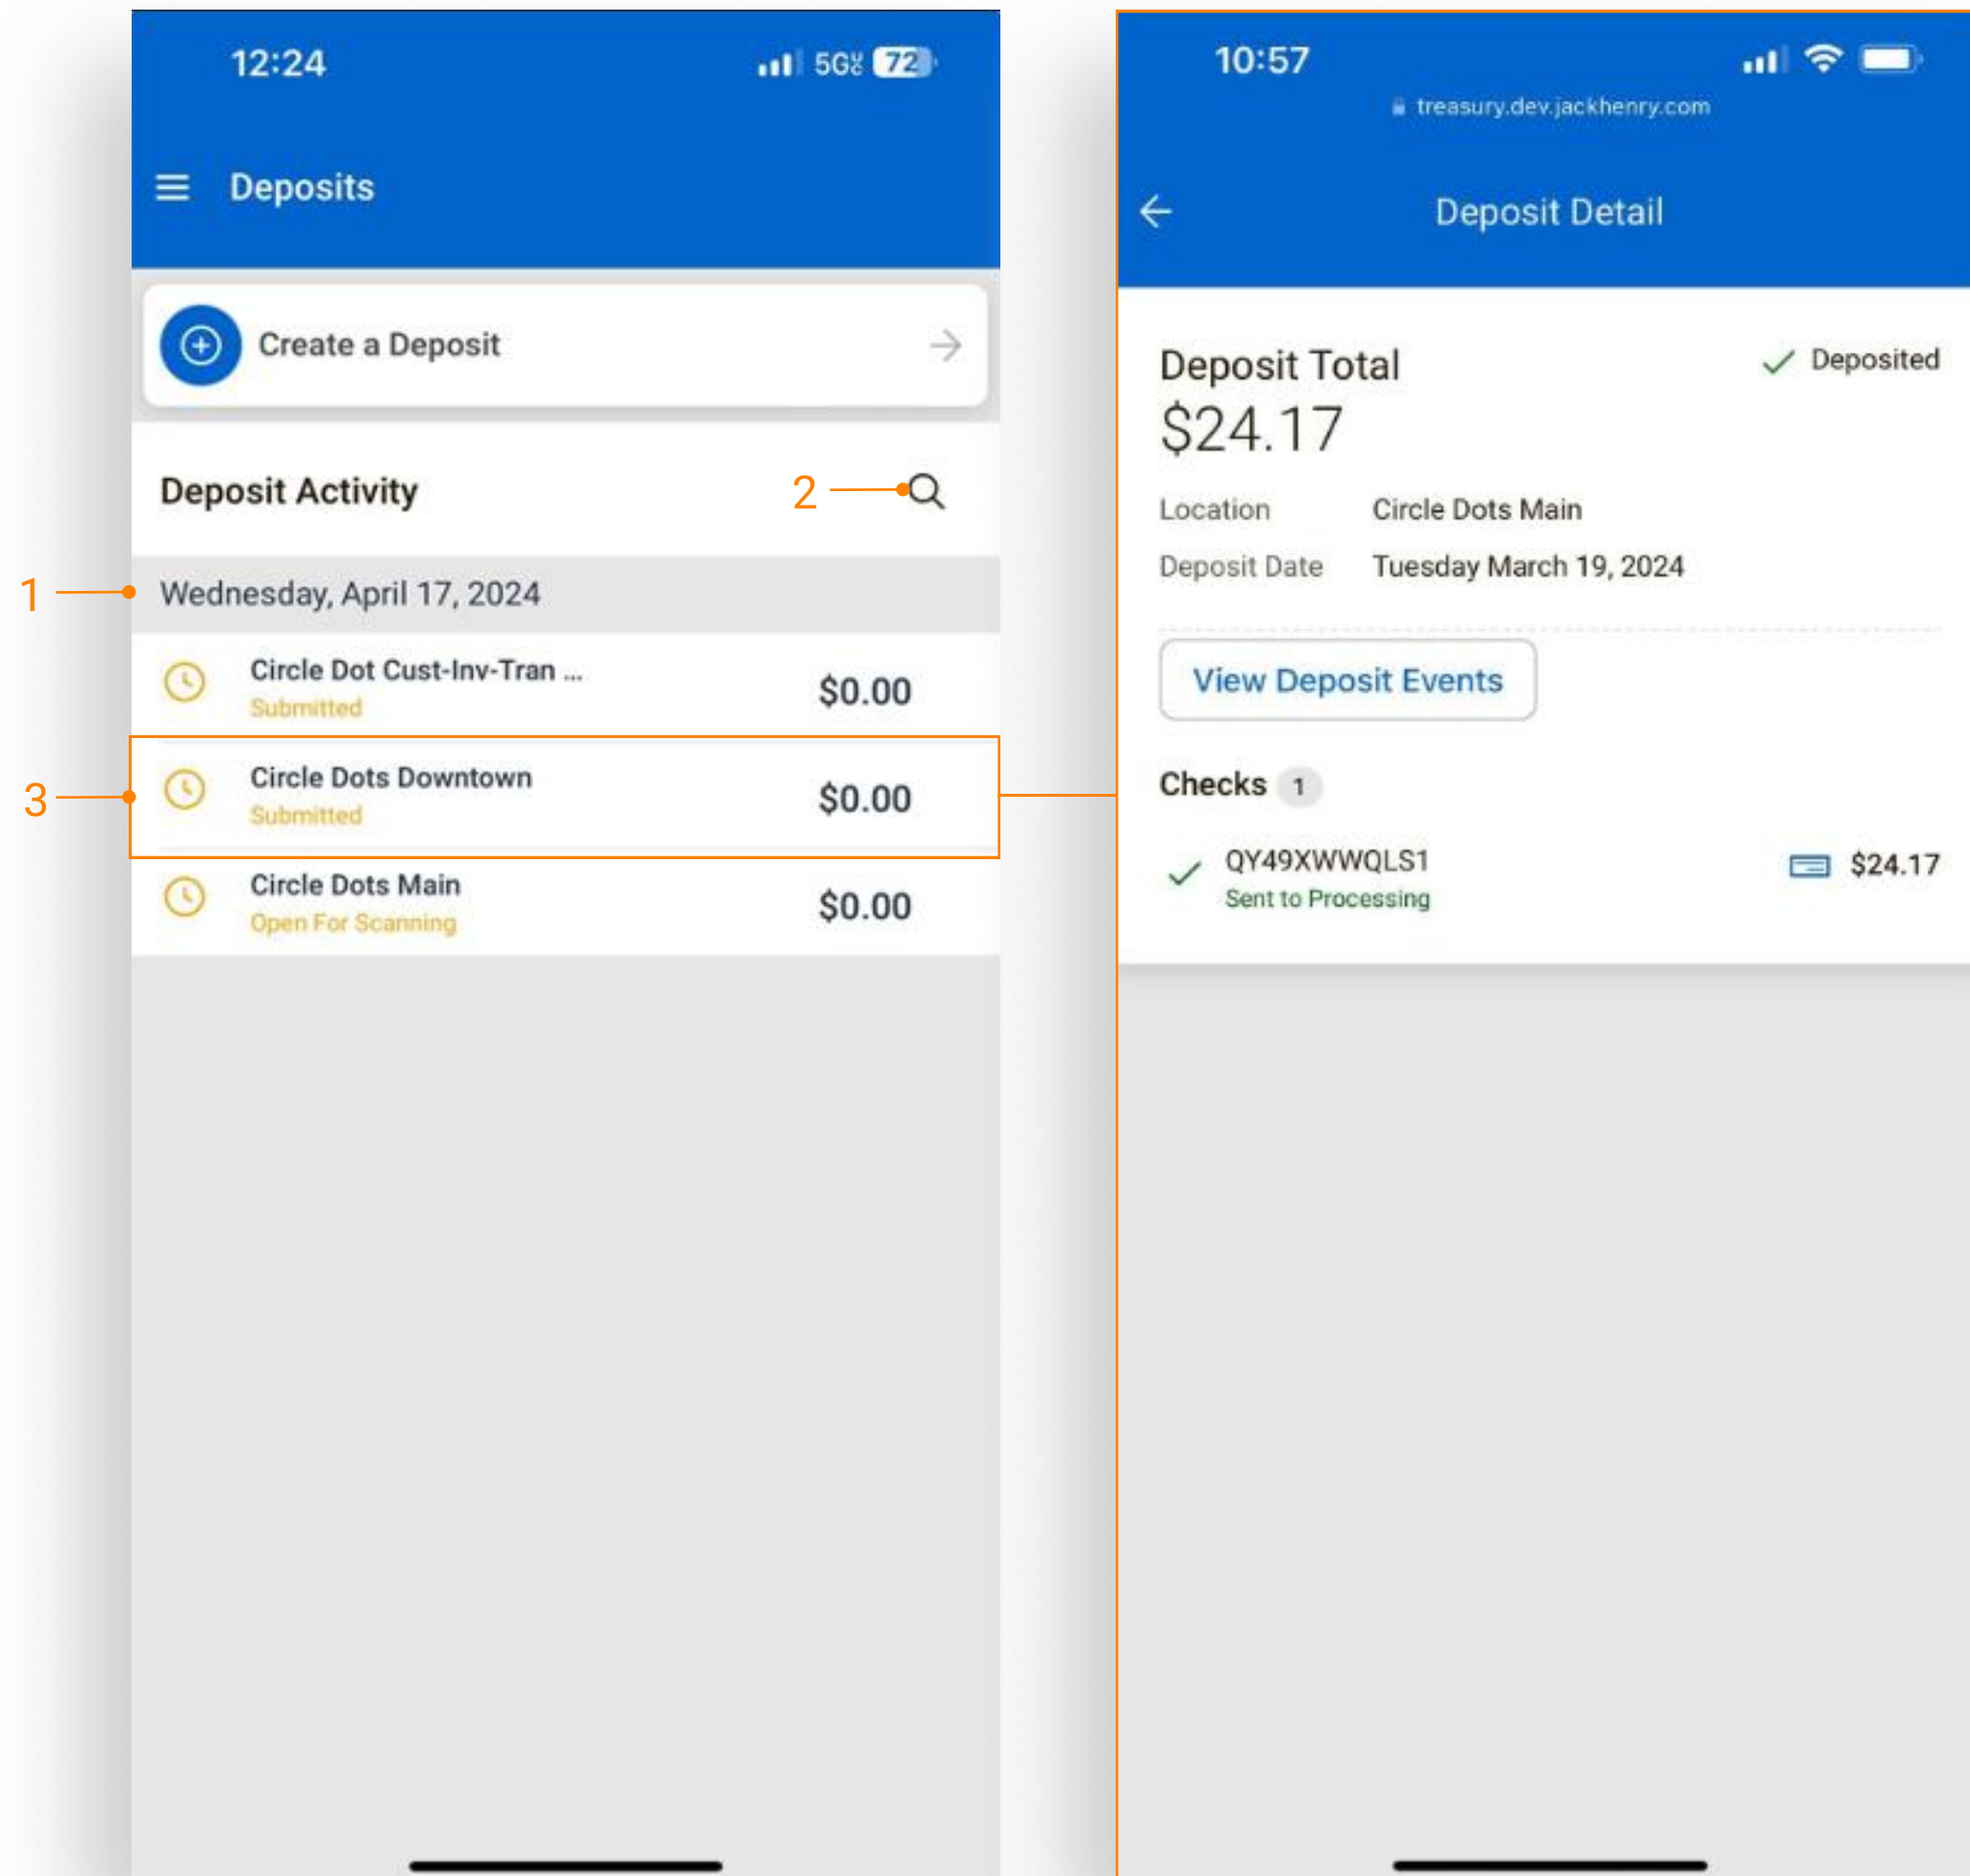 12:24
5G 72
Deposits
Create a Deposit
Deposit Activity
2
1
Wednesday, April 17, 2024
Circle Dot Cust-Inv-Tran ...
Submitted
$0.00
3
Circle Dots Downtown
Submitted
$0.00
Circle Dots Main
Open For Scanning
$0.00
10:57
treasury.dev.jackhenry.com
Deposit Detail
Deposit Total
Deposited
$24.17
Location Circle Dots Main
Deposit Date Tuesday March 19, 2024
View Deposit Events
Checks 1
QY49XWWQLS1
$24.17
Sent to Processing